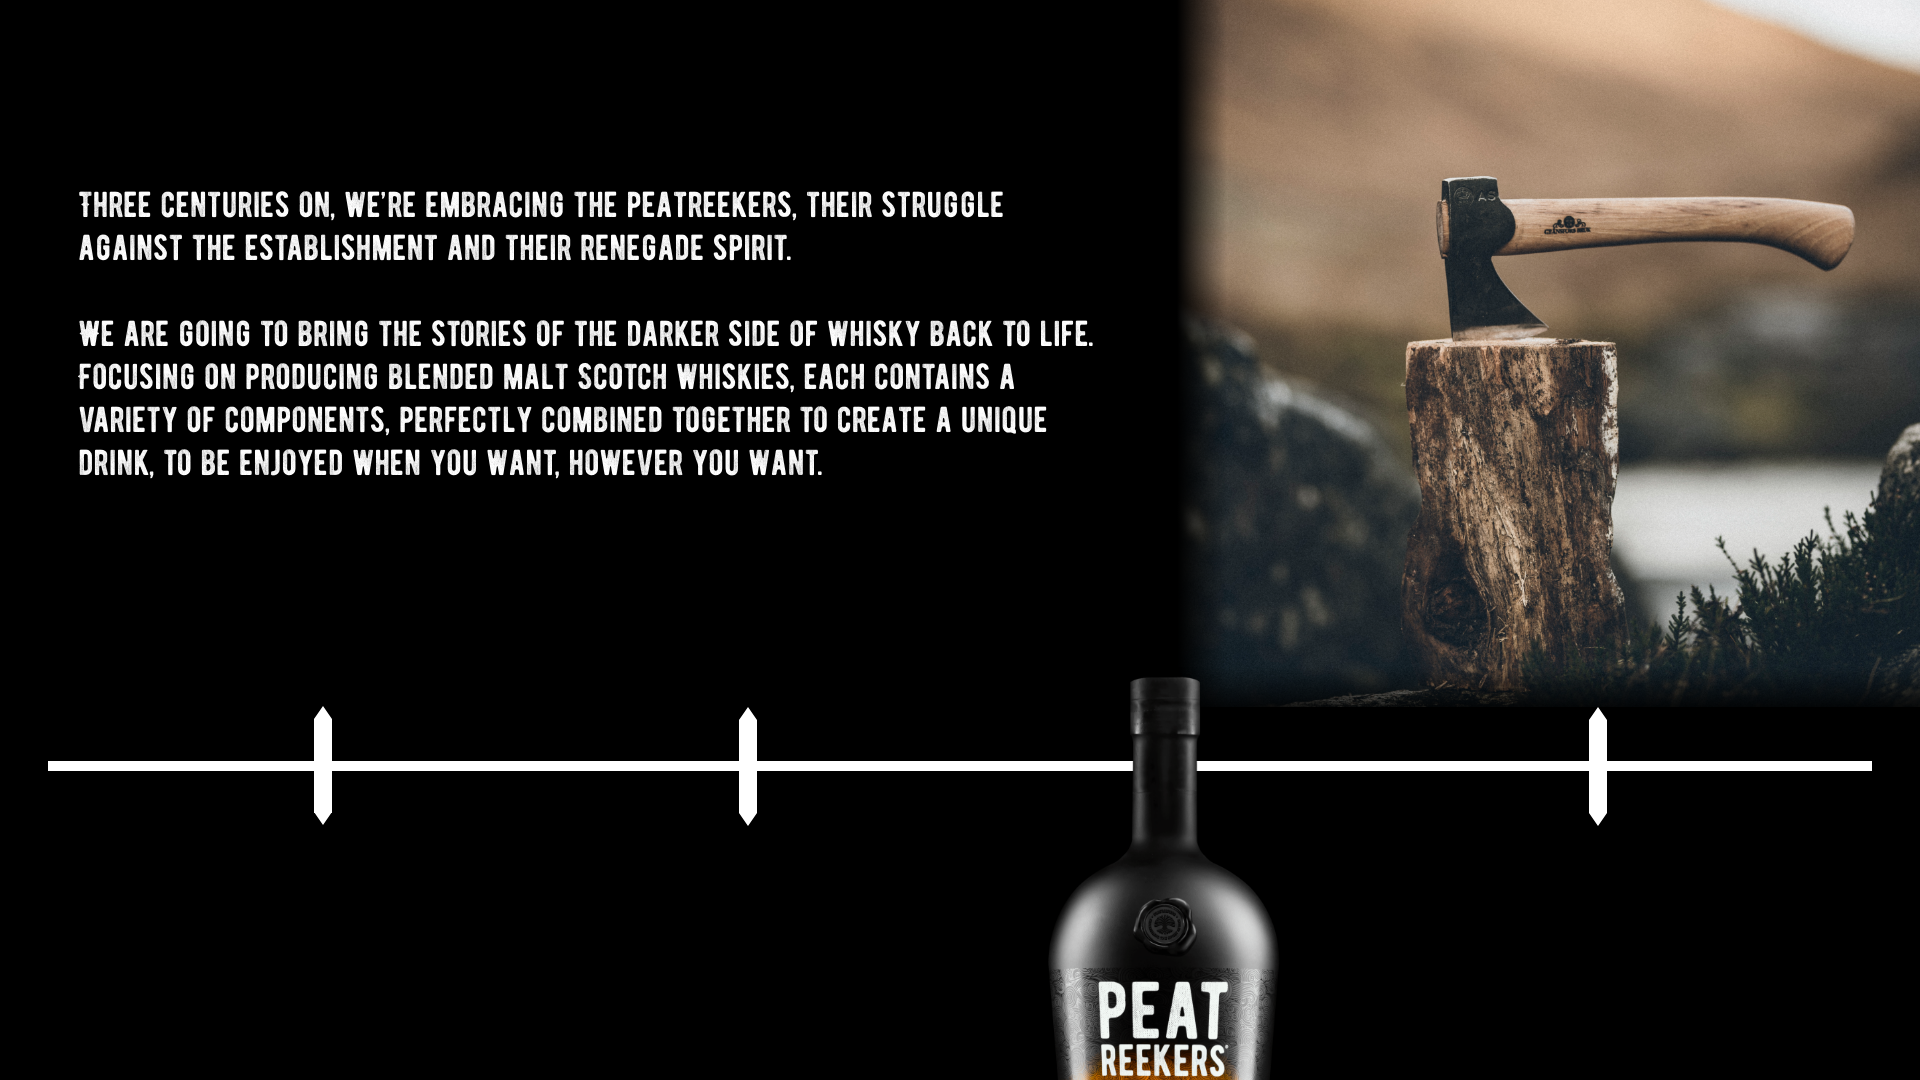 THREE CENTURIES ON, WE'RE EMBRACING THE PEATREEKERS, THEIR STRUGGLE
AGAINST THE ESTABLISHMENT AND THEIR RENEGADE SPIRIT.
WE ARE GOING TO BRING THE STORIES OF THE DARKER SIDE OF WHISKY BACK TO LIFE.
FOCUSING ON PRODUCING BLENDED MALT SCOTCH WHISKIES, EACH CONTAINS A
VARIETY OF COMPONENTS, PERFECTLY COMBINED TOGETHER TO CREATE A UNIQUE
DRINK, TO BE ENJOYED WHEN YOU WANT, HOWEVER YOU WANT.
AS
PEAT
REEKERS